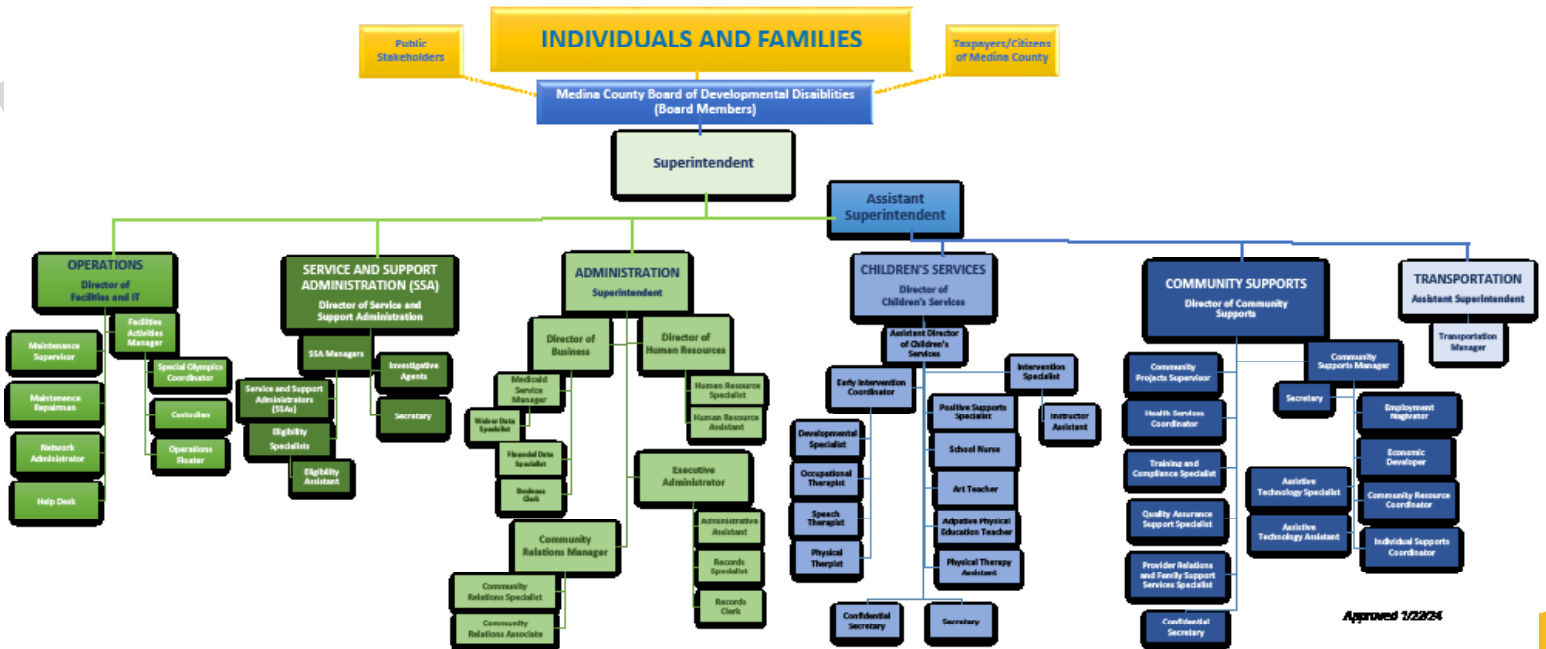 INDIVIDUALS AND FAMILIES
Public
Stakeholders
Taxpayers/Citizens
of Medina County
Medina County Board of Developmental Disiablities
(Board Members)
Superintendent
Assistant
Superintendent
OPERATIONS
Director of
Facilities and IT
Facilities
Activities
Manager
Maintenance
Supervisor
Special Olympics
Coordinator
Maintenece
Repairman
Custodian
Network
Administrator
Operations
Floater
Help Desk
SERVICE AND SUPPORT
ADMINISTRATION (SSA)
Director of Service and
Support Administration
SSA Managers
Investigative
Agents
Service and Support
Administrators
(SSAs)
Secretary
Eligibility
Specialists
Eligibility
Assistant
ADMINISTRATION
Superintendent
Director of
Business
Director of
Human Resources
Medicaid
Service
Manager
Human Resource
Specialist
Waiver Data
Specialist
Human Resource
Assistant
Financial Data
Specialist
Business
Clerk
Executive
Administrator
Administrative
Assistant
Records
Specialist
Records
Clerk
Community
Relations Manager
Community
Relations Specialist
Community
Relations Associate
CHILDREN'S SERVICES
Director of
Children's Services
Assistant Director
of Children's
Services
Early Intervention
Coordinator
Intervention
Specialist
Instructor
Assistant
Developmental
Specialist
Occupational
Therapist
Speech
Therapist
Physical
Therpist
Positive Supports
Specialist
School Nurse
Art Teacher
Adpative Physical
Education Teacher
Physical Therapy
Assistant
Confidential
Secretary
Secretary
COMMUNITY SUPPORTS
Director of Community
Supports
Community
Projects Supervisor
Health Services
Coordinator
Training and
Compliance Specialist
Quality Assurance
Support Specialist
Provider Relations
and Family Support
Services Specialist
Confidential
Secretary
Community
Supports Manager
Secretary
Employment
Nagivator
Economic
Developer
Assistive
Technology Specialist
Community Resource
Coordinator
Assistive
Technology Assistant
Individual Supports
Coordinator
TRANSPORTATION
Assistant Superintendent
Transportation
Manager
Approved 1/22/24